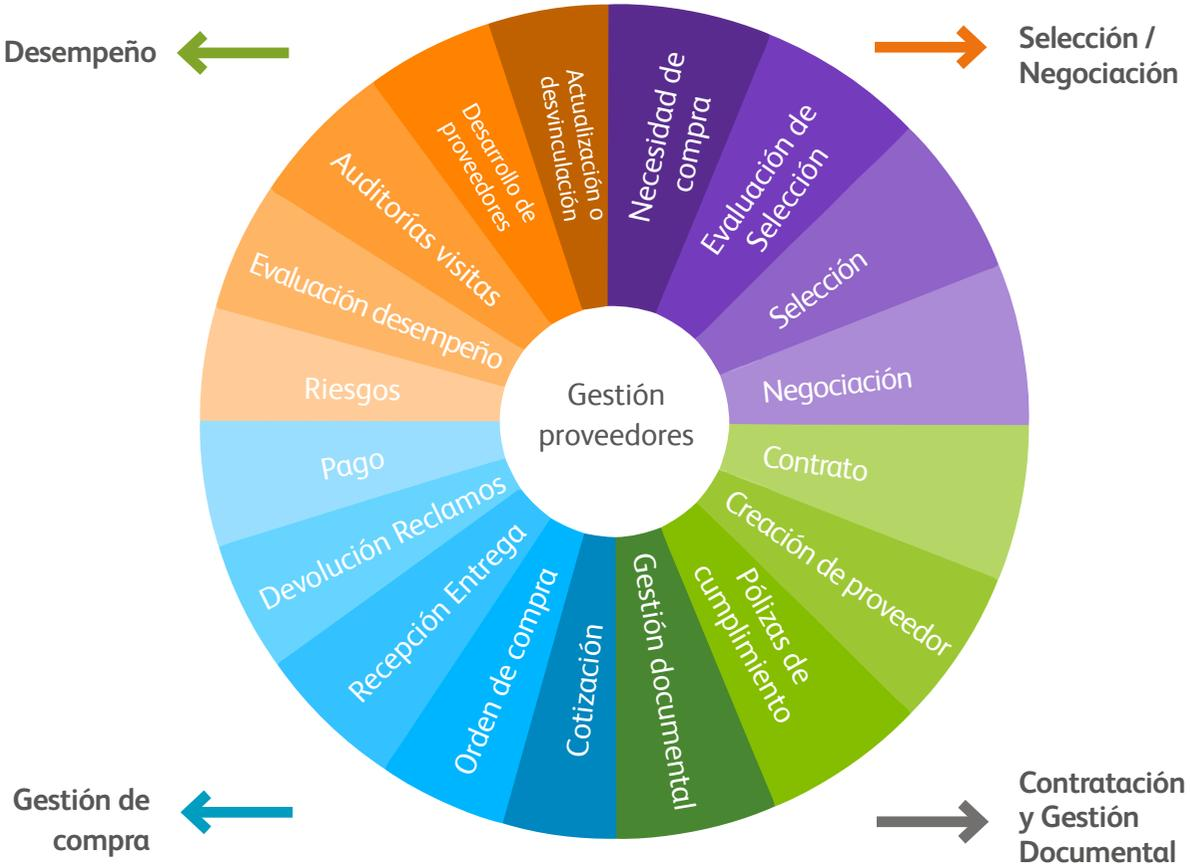 Desempeño
Selección /
Negociación
Necesidad de
compra
Evaluación de
Selección
Selección
Negociación
Contrato
Creación de proveedor
Pólizas de
cumplimiento
Gestión documental
Cotización
Orden de compra
Recepción Entrega
Devolución Reclamos
Pago
Riesgos
Evaluación desempeño
Auditorías visitas
Desarrollo de
proveedores
Actualización o
desvinculación
Gestión
proveedores
Gestión de
compra
Contratación
y Gestión
Documental